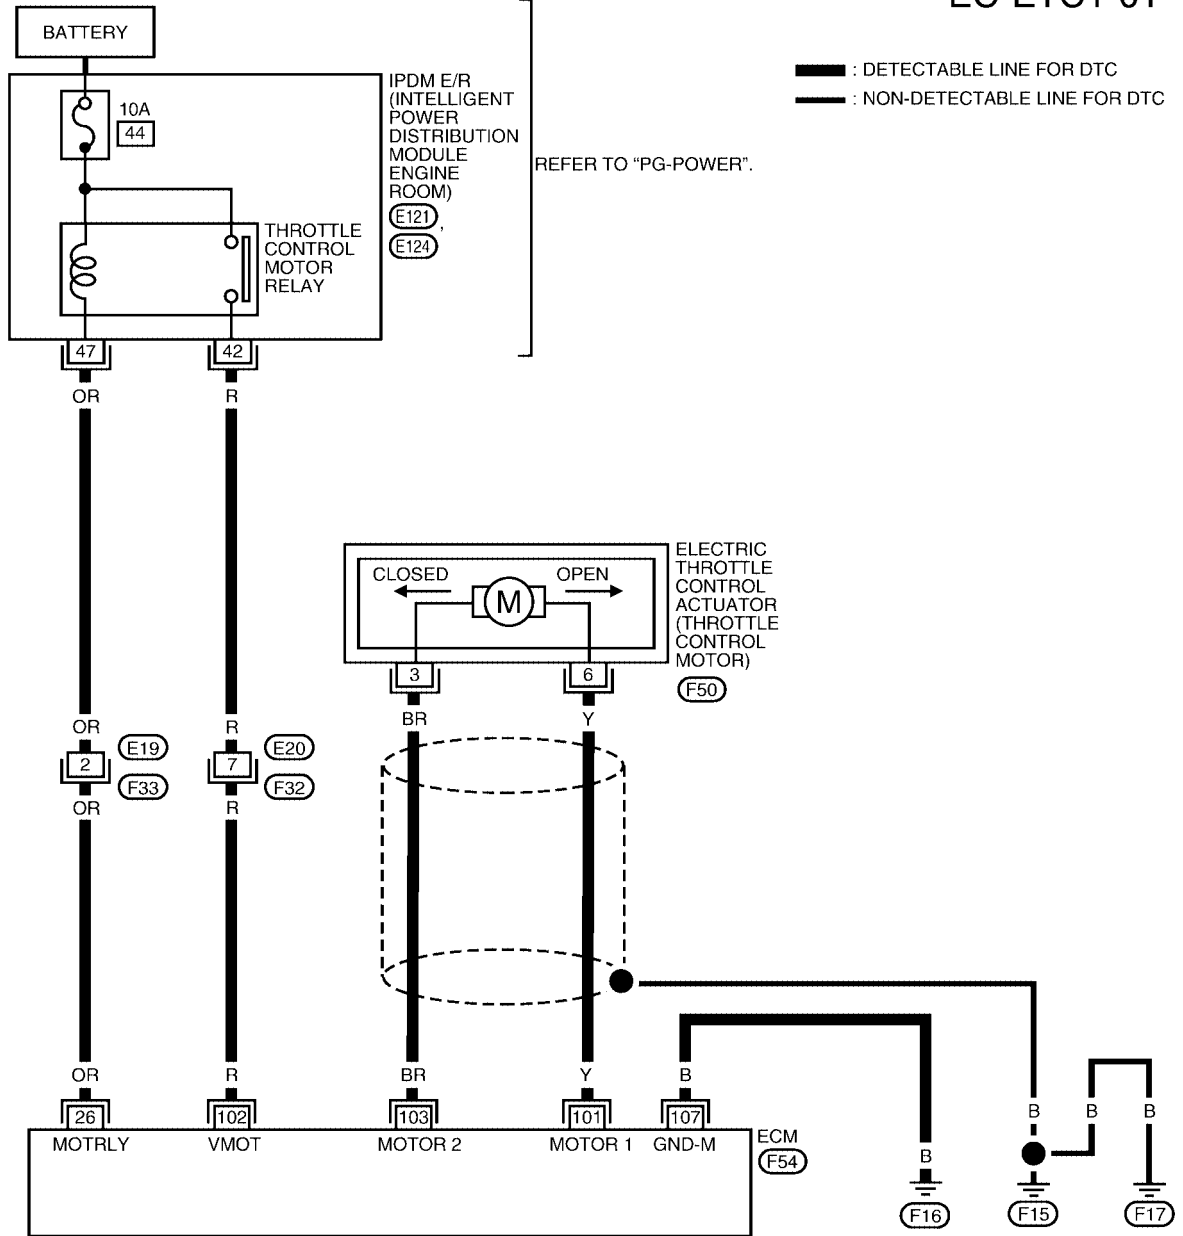 BATTERY
: DETECTABLE LINE FOR DTC
: NON-DETECTABLE LINE FOR DTC
10A
44
IPDM E/R
(INTELLIGENT
POWER
DISTRIBUTION
MODULE
ENGINE
ROOM)
E121
,
E124
REFER TO “PG-POWER”.
THROTTLE
CONTROL
MOTOR
RELAY
47
42
OR
R
ELECTRIC
THROTTLE
CONTROL
ACTUATOR
(THROTTLE
CONTROL
MOTOR)
F50
CLOSED
M
OPEN
3
6
BR
Y
OR
R
2
E19
F33
7
E20
F32
OR
R
OR
R
BR
Y
B
26
102
103
101
107
MOTRLY
VMOT
MOTOR 2
MOTOR 1
GND-M
ECM
F54
B
B
B
B
F16
F15
F17